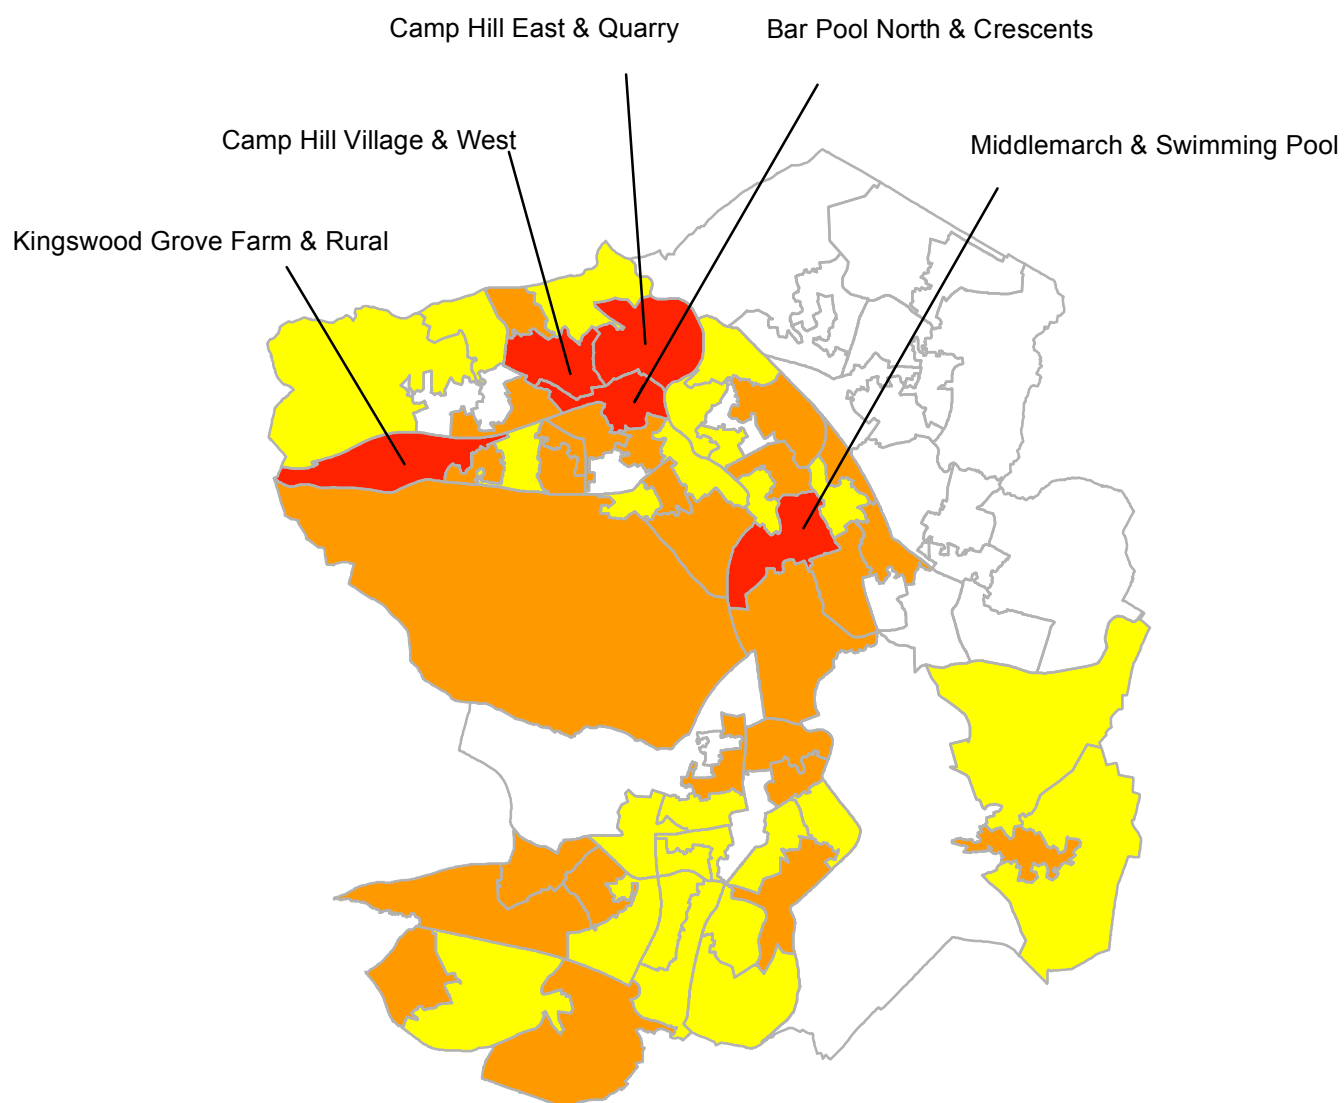 Camp Hill East & Quarry
Bar Pool North & Crescents
Camp Hill Village & West
Middlemarch & Swimming Pool
Kingswood Grove Farm & Rural